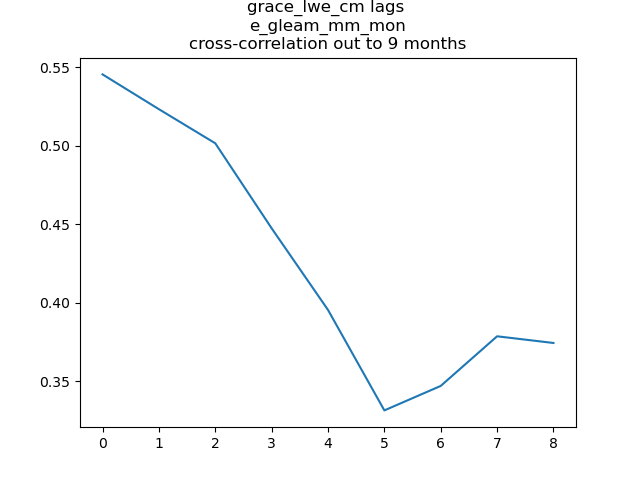 grace_lwe_cm lags
e_gleam_mm_mon
cross-correlation out to 9 months
0.55
0.50
0.45
0.40
0.35
0 1 2 3 4 5 6 7 8